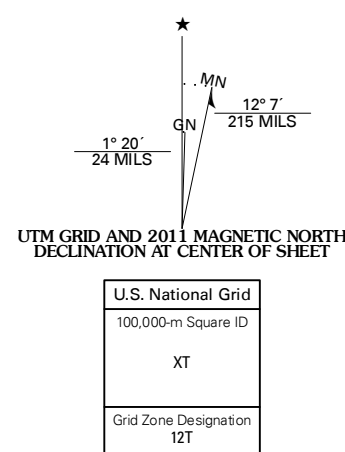 ★
MN
GN
12° 7´
215 MILS
1° 20´
24 MILS
UTM GRID AND 2011 MAGNETIC NORTH
DECLINATION AT CENTER OF SHEET
U.S. National Grid
100,000-m Square ID
XT
Grid Zone Designation
12T